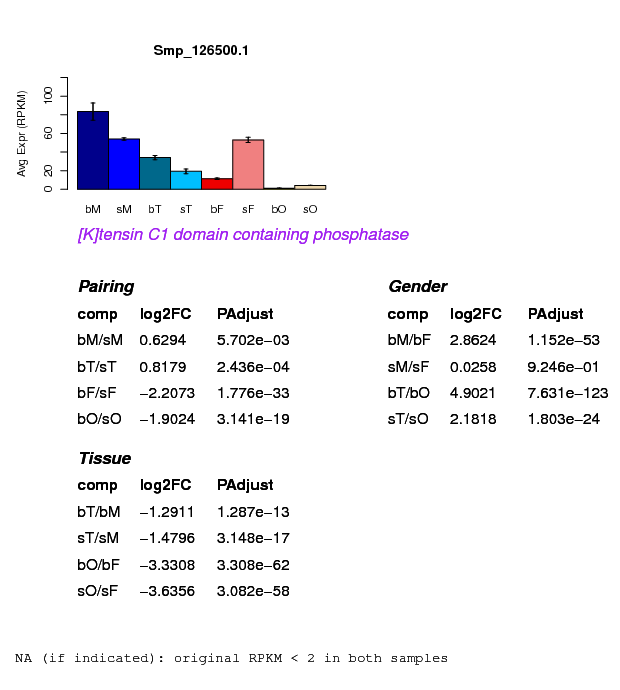 Smp_126500.1
Avg Expr (RPKM)
0 20 60 100
bM sM bT sT bF sF bO sO
[K]tensin C1 domain containing phosphatase
Pairing
comp log2FC PAdjust
bM/sM 0.6294 5.702e−03
bT/sT 0.8179 2.436e−04
bF/sF −2.2073 1.776e−33
bO/sO −1.9024 3.141e−19
Gender
comp log2FC PAdjust
bM/bF 2.8624 1.152e−53
sM/sF 0.0258 9.246e−01
bT/bO 4.9021 7.631e−123
sT/sO 2.1818 1.803e−24
Tissue
comp log2FC PAdjust
bT/bM −1.2911 1.287e−13
sT/sM −1.4796 3.148e−17
bO/bF −3.3308 3.308e−62
sO/sF −3.6356 3.082e−58
NA (if indicated): original RPKM < 2 in both samples